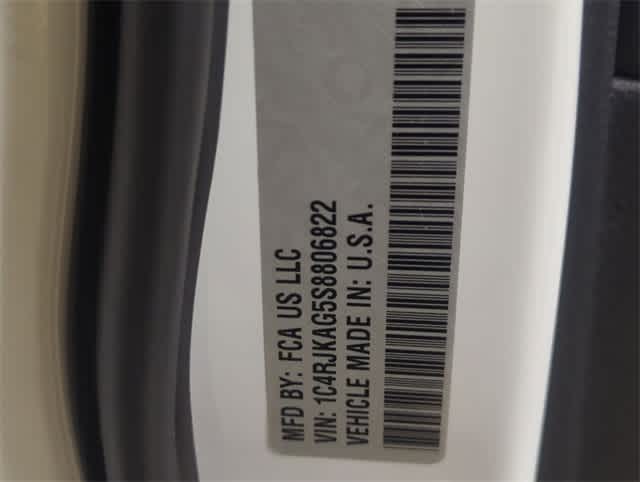 MFD BY: FCA US LLC
VIN: 1C4RJKAG5S8806822
VEHICLE MADE IN: U.S.A.